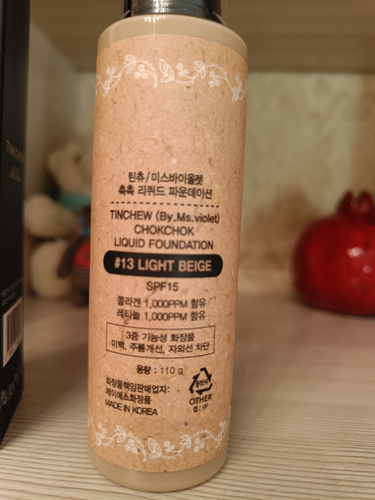 틴츄/미스바이올렛
촉촉 리퀴드 파운데이션
TINCHEW (By.Ms.violet)
CHOKCHOK
LIQUID FOUNDATION
#13 LIGHT BEIGE
SPF15
콜라겐 1,000PPM 함유
레티놀 1,000PPM 함유
3중 기능성 화장품
미백, 주름개선, 자외선 차단
용량 : 110 g
화장품책임판매업자:
제이에스화장품
MADE IN KOREA
OTHER
캡 : PP